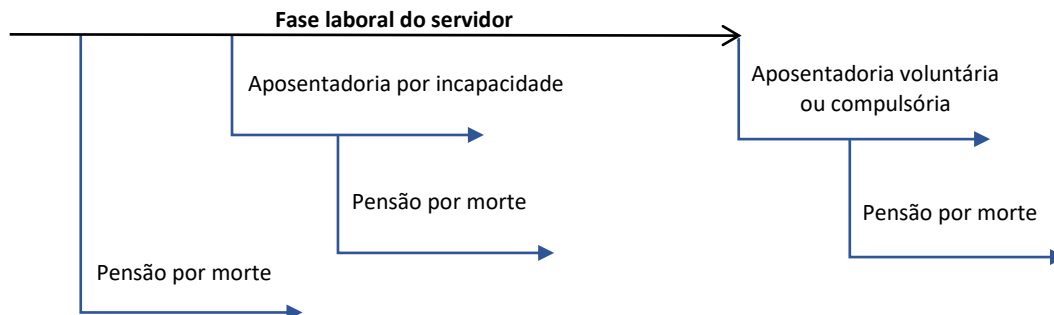 Fase laboral do servidor
Aposentadoria por incapacidade
Aposentadoria voluntária
ou compulsória
Pensão por morte
Pensão por morte
Pensão por morte